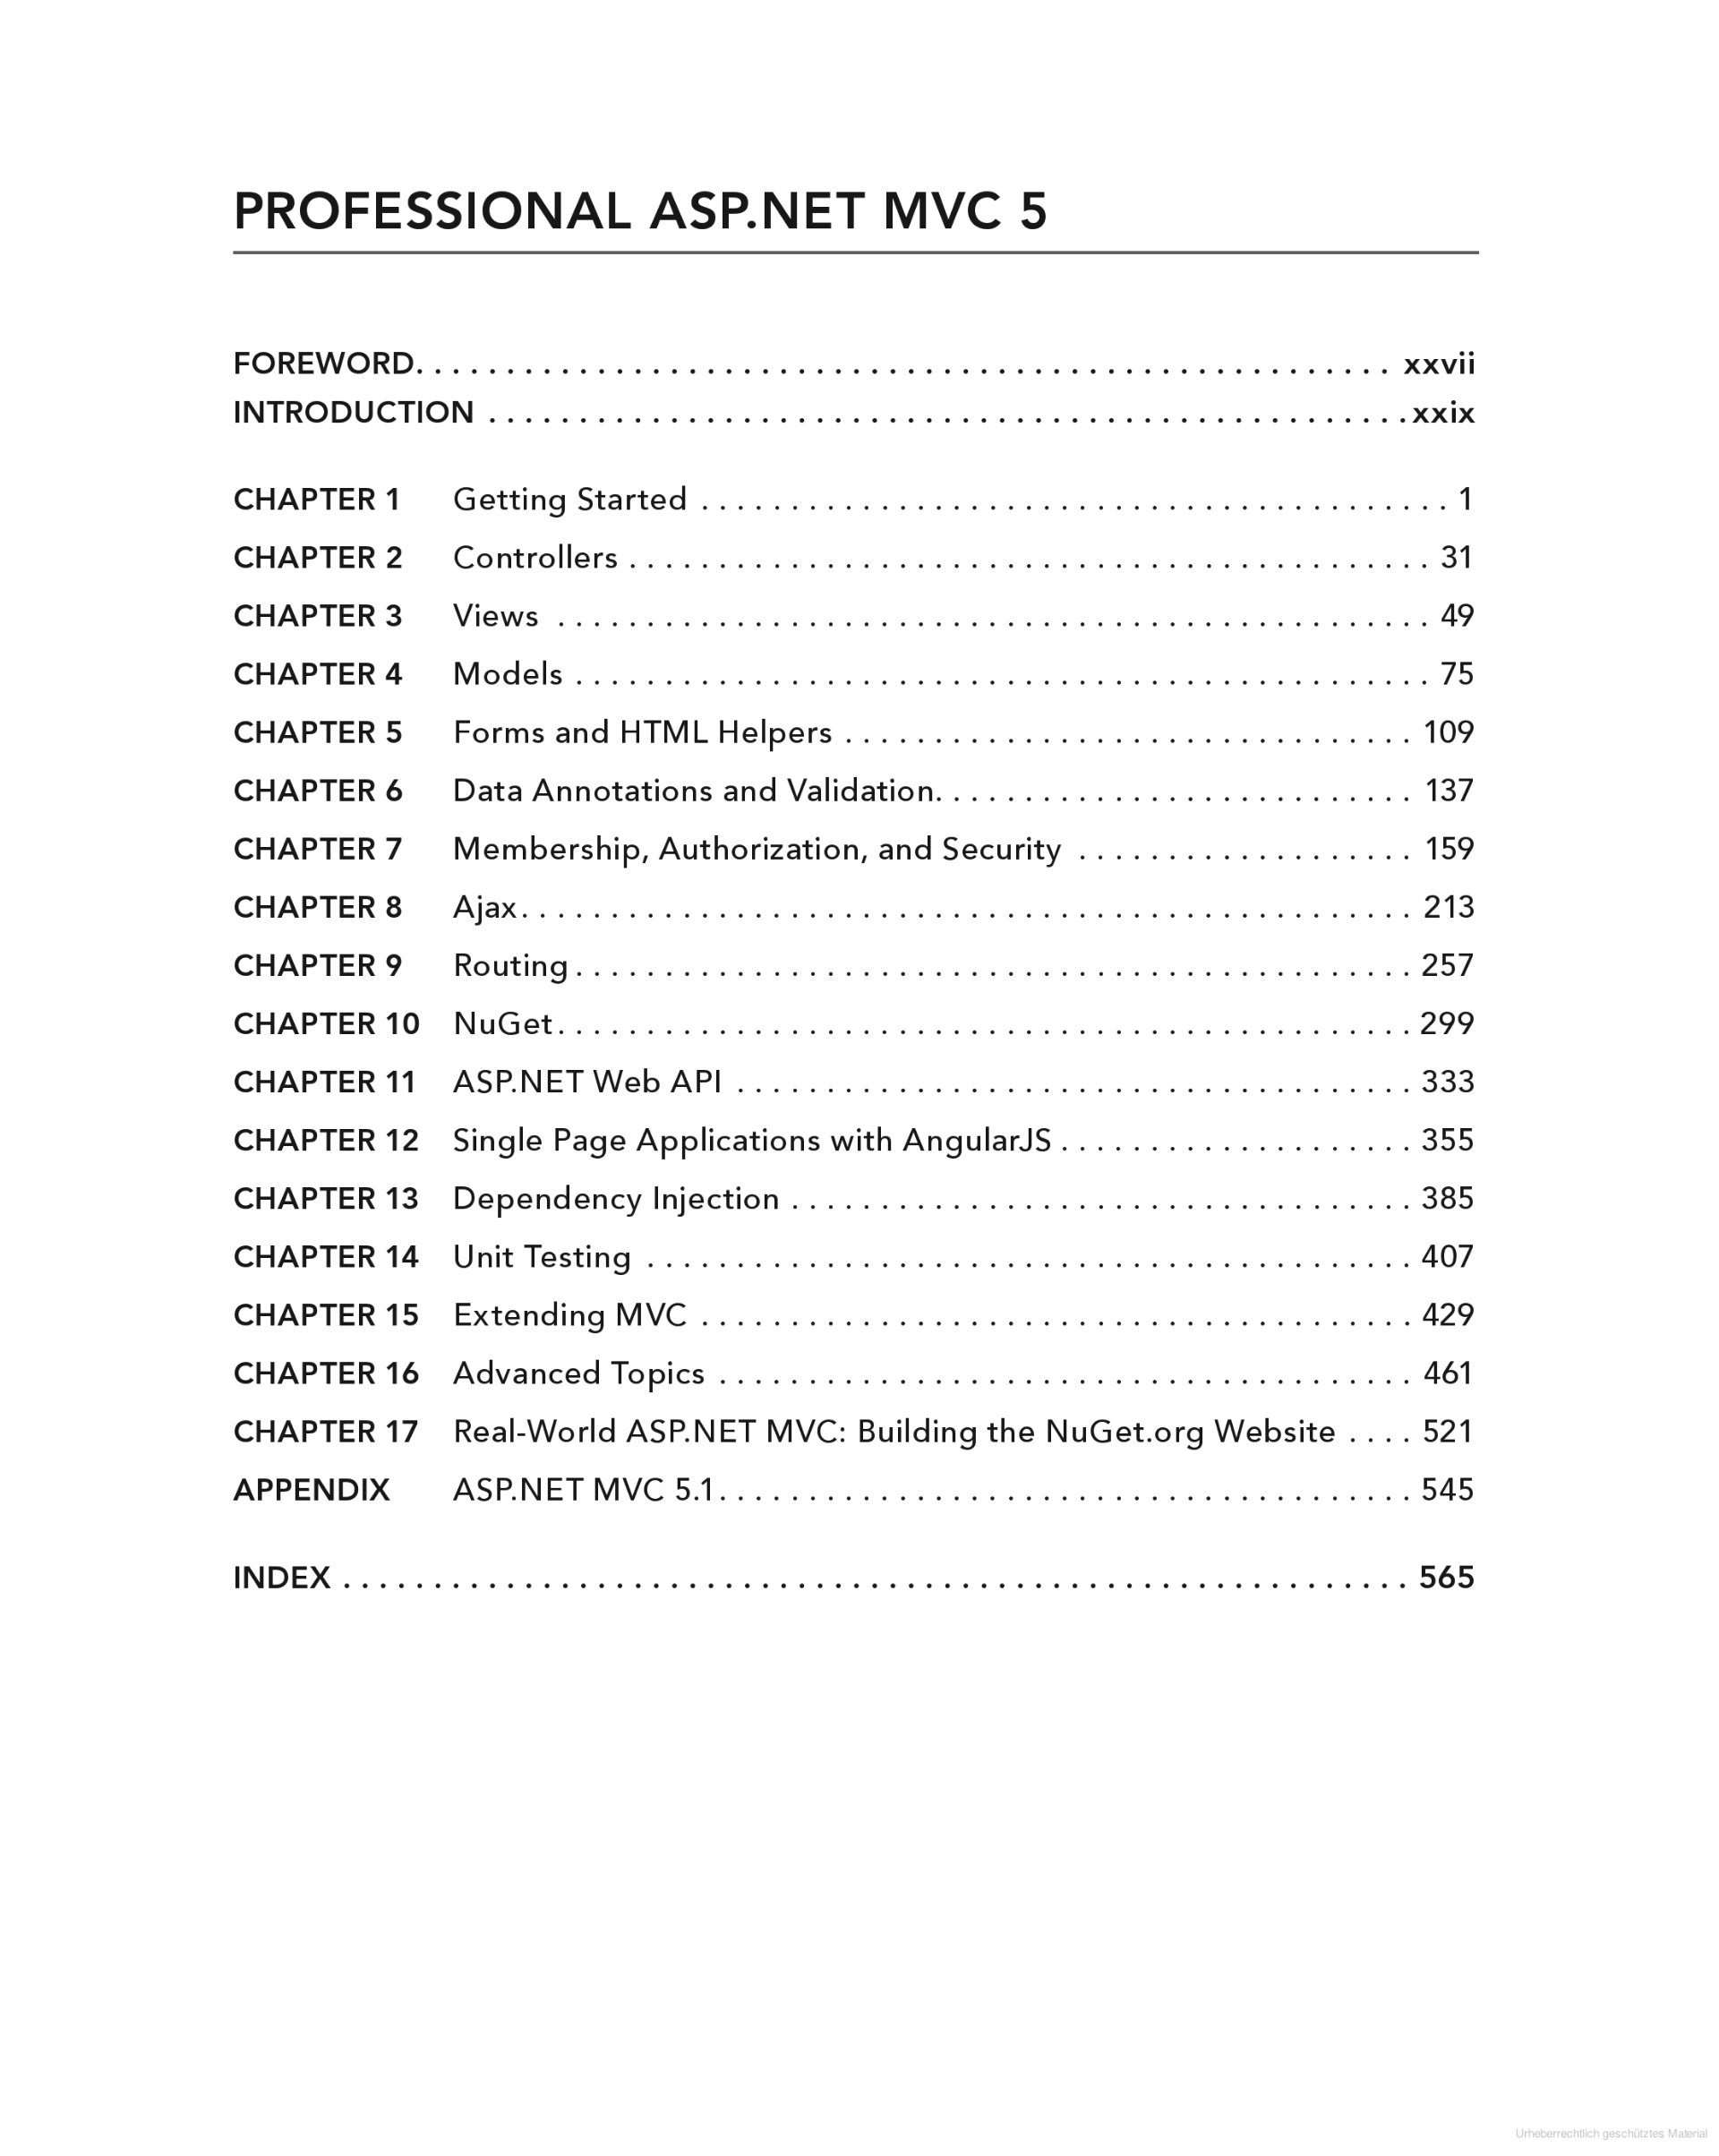 PROFESSIONAL ASP.NET MVC 5
FOREWORD. . . . . . . . . . . . . . . . . . . . . . . . . . . . . . . . . . . . . . . . . . . . . . . . . . . . . . xxvii
INTRODUCTION . . . . . . . . . . . . . . . . . . . . . . . . . . . . . . . . . . . . . . . . . . . . . . . . . . . xxix
CHAPTER 1 Getting Started . . . . . . . . . . . . . . . . . . . . . . . . . . . . . . . . . . . . . . . . . . 1
CHAPTER 2 Controllers . . . . . . . . . . . . . . . . . . . . . . . . . . . . . . . . . . . . . . . . . . . . . 31
CHAPTER 3 Views . . . . . . . . . . . . . . . . . . . . . . . . . . . . . . . . . . . . . . . . . . . . . . . . . 49
CHAPTER 4 Models . . . . . . . . . . . . . . . . . . . . . . . . . . . . . . . . . . . . . . . . . . . . . . . . 75
CHAPTER 5 Forms and HTML Helpers . . . . . . . . . . . . . . . . . . . . . . . . . . . . . . . . 109
CHAPTER 6 Data Annotations and Validation. . . . . . . . . . . . . . . . . . . . . . . . . . . 137
CHAPTER 7 Membership, Authorization, and Security . . . . . . . . . . . . . . . . . . . 159
CHAPTER 8 Ajax. . . . . . . . . . . . . . . . . . . . . . . . . . . . . . . . . . . . . . . . . . . . . . . . . . 213
CHAPTER 9 Routing . . . . . . . . . . . . . . . . . . . . . . . . . . . . . . . . . . . . . . . . . . . . . . . 257
CHAPTER 10 NuGet. . . . . . . . . . . . . . . . . . . . . . . . . . . . . . . . . . . . . . . . . . . . . . . . 299
CHAPTER 11 ASP.NET Web API . . . . . . . . . . . . . . . . . . . . . . . . . . . . . . . . . . . . . . 333
CHAPTER 12 Single Page Applications with AngularJS . . . . . . . . . . . . . . . . . . . . 355
CHAPTER 13 Dependency Injection . . . . . . . . . . . . . . . . . . . . . . . . . . . . . . . . . . . 385
CHAPTER 14 Unit Testing . . . . . . . . . . . . . . . . . . . . . . . . . . . . . . . . . . . . . . . . . . . 407
CHAPTER 15 Extending MVC . . . . . . . . . . . . . . . . . . . . . . . . . . . . . . . . . . . . . . . . 429
CHAPTER 16 Advanced Topics . . . . . . . . . . . . . . . . . . . . . . . . . . . . . . . . . . . . . . . 461
CHAPTER 17 Real-World ASP.NET MVC: Building the NuGet.org Website . . . . 521
APPENDIX ASP.NET MVC 5.1. . . . . . . . . . . . . . . . . . . . . . . . . . . . . . . . . . . . . . . 545
INDEX . . . . . . . . . . . . . . . . . . . . . . . . . . . . . . . . . . . . . . . . . . . . . . . . . . . . . . . . . . . 565
Urheberrechtlich geschütztes Material